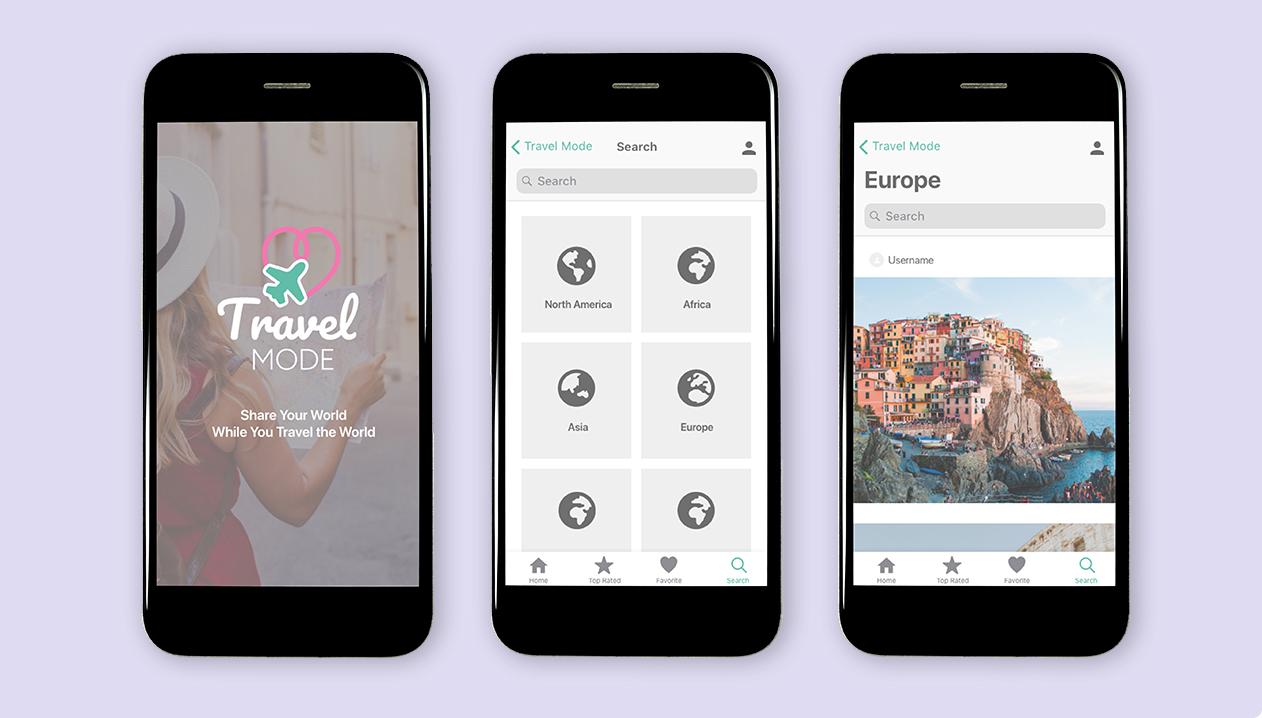 Travel
MODE
Share Your World
While You Travel the World
Travel Mode
Search
Search
North America
Africa
Asia
Europe
Home
Top Rated
Favorite
Search
Travel Mode
Europe
Search
Username
Home
Top Rated
Favorite
Search